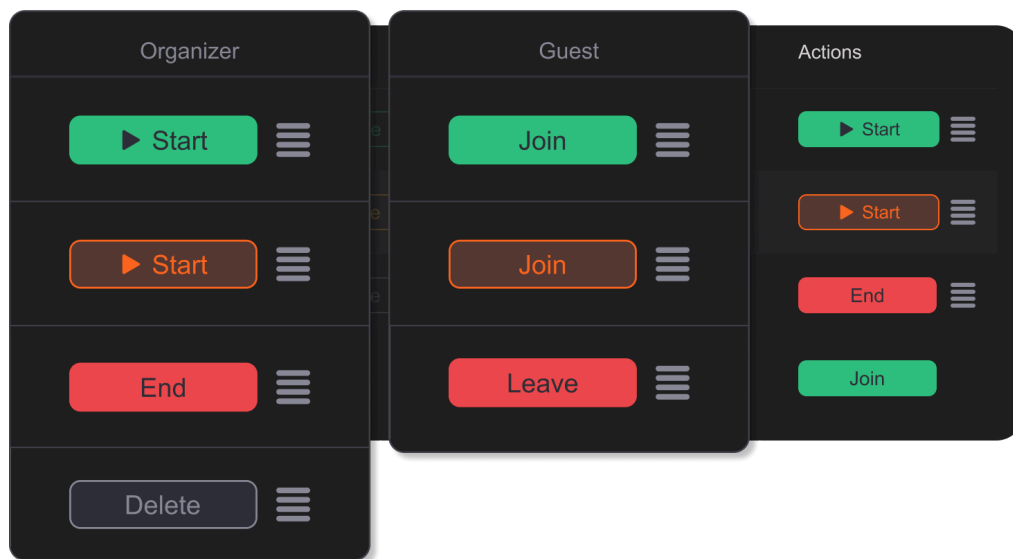 Organizer
Start
Start
End
Delete
Guest
Join
Join
Leave
Actions
Start
Start
End
Join